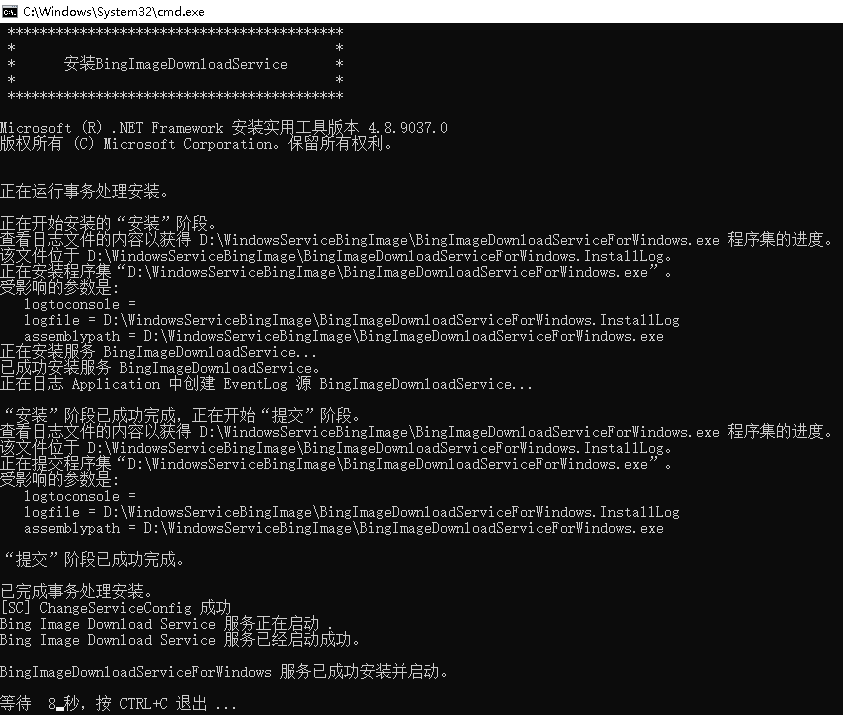 C:\Windows\System32\cmd.exe
******************************************
* *
* 安装BingImageDownloadService *
* *
******************************************
Microsoft (R) .NET Framework 安装实用工具版本 4.8.9037.0
版权所有 (C) Microsoft Corporation。保留所有权利。
正在运行事务处理安装。
正在开始安装的“安装”阶段。
查看日志文件的内容以获得 D:\WindowsServiceBingImage\BingImageDownloadServiceForWindows.exe 程序集的进度。
该文件位于 D:\WindowsServiceBingImage\BingImageDownloadServiceForWindows.InstallLog。
正在安装程序集“D:\WindowsServiceBingImage\BingImageDownloadServiceForWindows.exe”。
受影响的参数是:
logtoconsole =
logfile = D:\WindowsServiceBingImage\BingImageDownloadServiceForWindows.InstallLog
assemblypath = D:\WindowsServiceBingImage\BingImageDownloadServiceForWindows.exe
正在安装服务 BingImageDownloadService...
已成功安装服务 BingImageDownloadService。
正在日志 Application 中创建 EventLog 源 BingImageDownloadService...
“安装”阶段已成功完成，正在开始“提交”阶段。
查看日志文件的内容以获得 D:\WindowsServiceBingImage\BingImageDownloadServiceForWindows.exe 程序集的进度。
该文件位于 D:\WindowsServiceBingImage\BingImageDownloadServiceForWindows.InstallLog。
正在提交程序集“D:\WindowsServiceBingImage\BingImageDownloadServiceForWindows.exe”。
受影响的参数是:
logtoconsole =
logfile = D:\WindowsServiceBingImage\BingImageDownloadServiceForWindows.InstallLog
assemblypath = D:\WindowsServiceBingImage\BingImageDownloadServiceForWindows.exe
“提交”阶段已成功完成。
已完成事务处理安装。
[SC] ChangeServiceConfig 成功
Bing Image Download Service 服务正在启动 .
Bing Image Download Service 服务已经启动成功。
BingImageDownloadServiceForWindows 服务已成功安装并启动。
等待 8 秒，按 CTRL+C 退出 ...